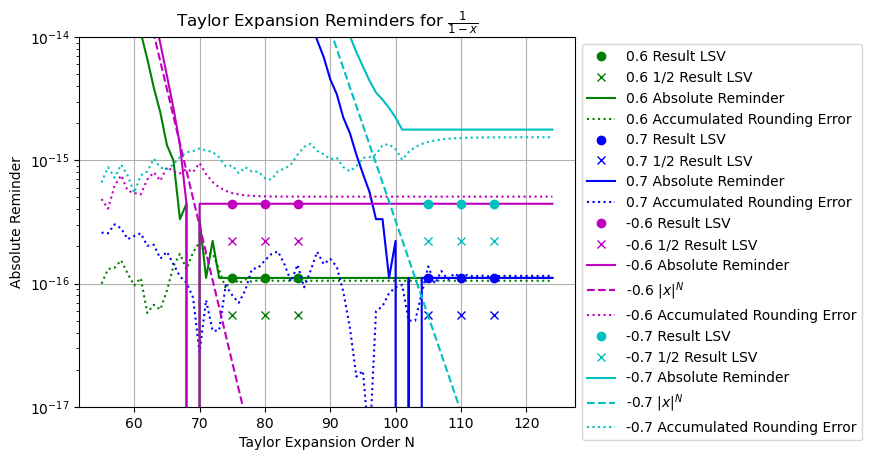 Taylor Expansion Reminders for 1/(1−x)
10⁻¹⁴
10⁻¹⁵
10⁻¹⁶
10⁻¹⁷
Absolute Reminder
60 70 80 90 100 110 120
Taylor Expansion Order N
0.6 Result LSV
0.6 1/2 Result LSV
0.6 Absolute Reminder
0.6 Accumulated Rounding Error
0.7 Result LSV
0.7 1/2 Result LSV
0.7 Absolute Reminder
0.7 Accumulated Rounding Error
-0.6 Result LSV
-0.6 1/2 Result LSV
-0.6 Absolute Reminder
-0.6 |x|ᴺ
-0.6 Accumulated Rounding Error
-0.7 Result LSV
-0.7 1/2 Result LSV
-0.7 Absolute Reminder
-0.7 |x|ᴺ
-0.7 Accumulated Rounding Error